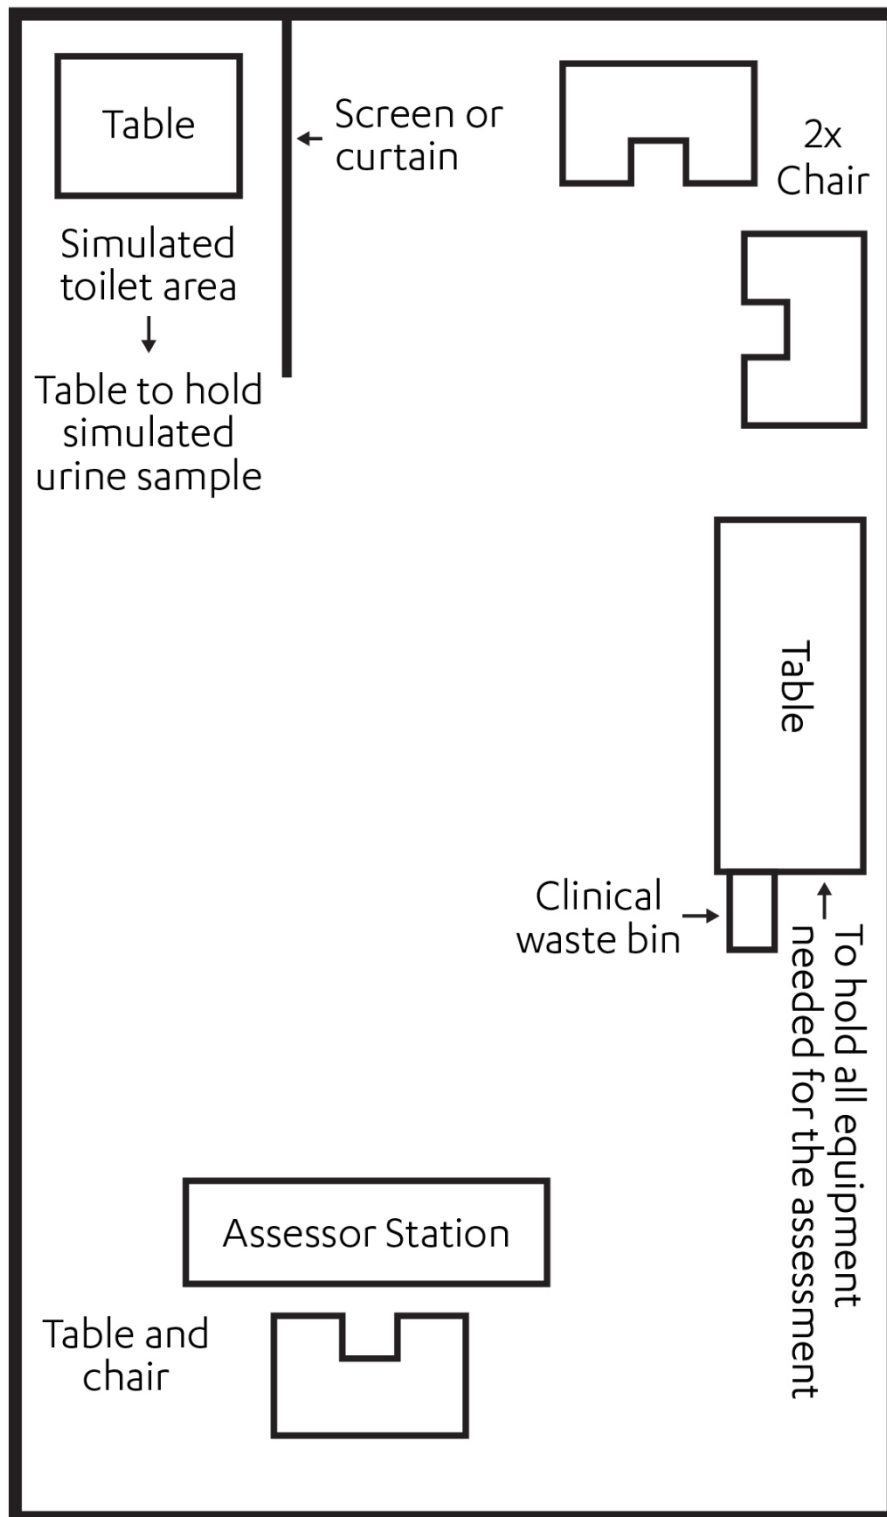 Table
Screen or
curtain
2x
Chair
Simulated
toilet area
Table to hold
simulated
urine sample
Table
Clinical
waste bin
To hold all equipment
needed for the assessment
Assessor Station
Table and
chair